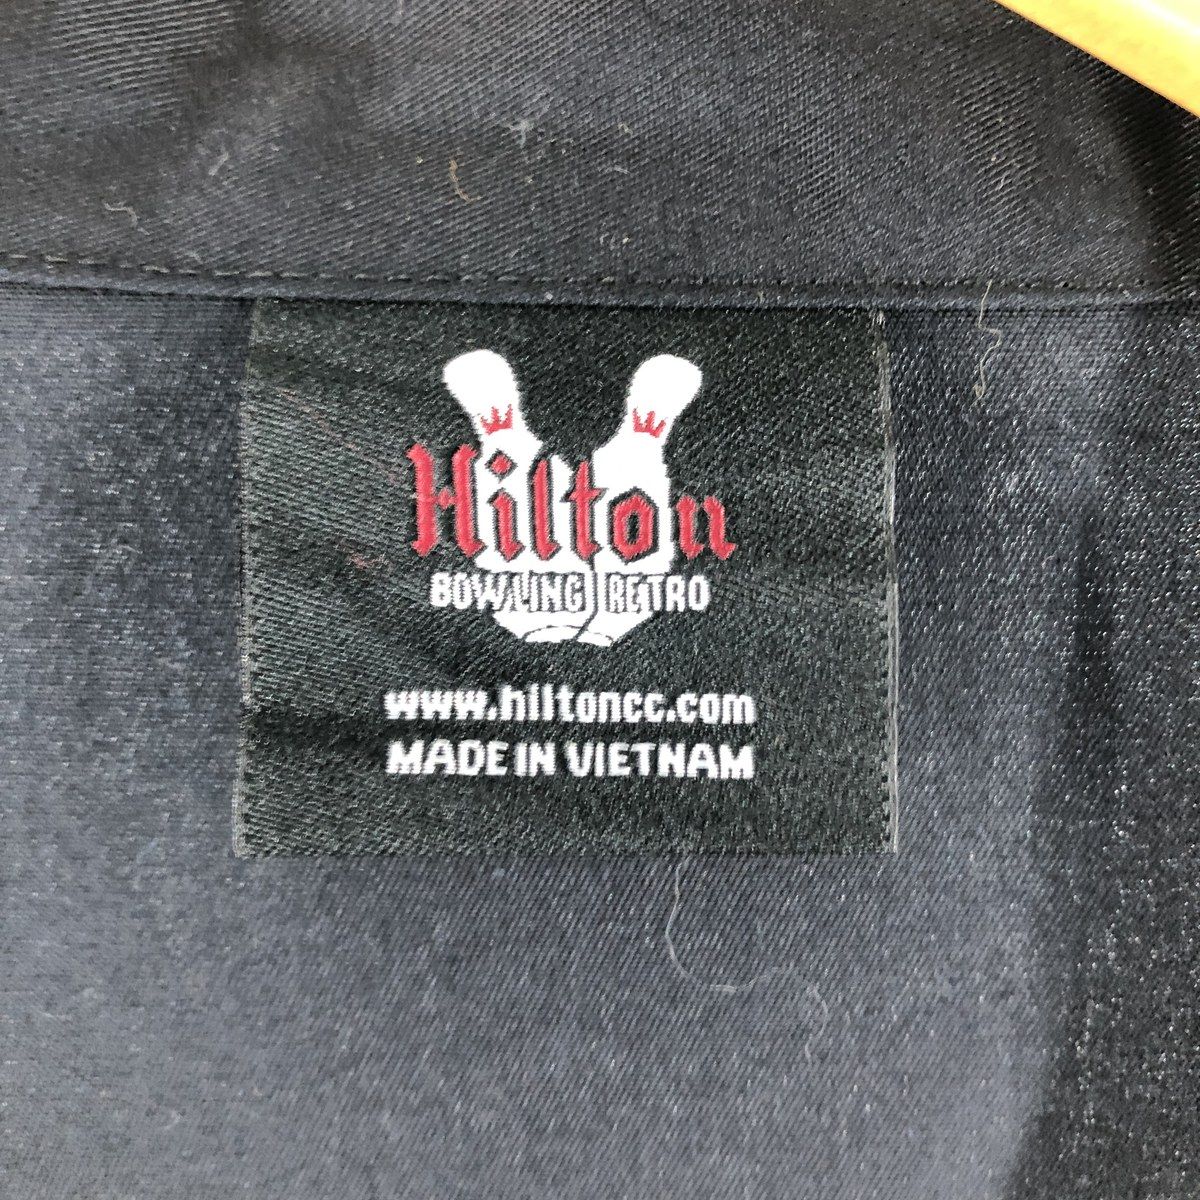 Hilton
BOWLING RETRO
www.hiltoncc.com
MADE IN VIETNAM